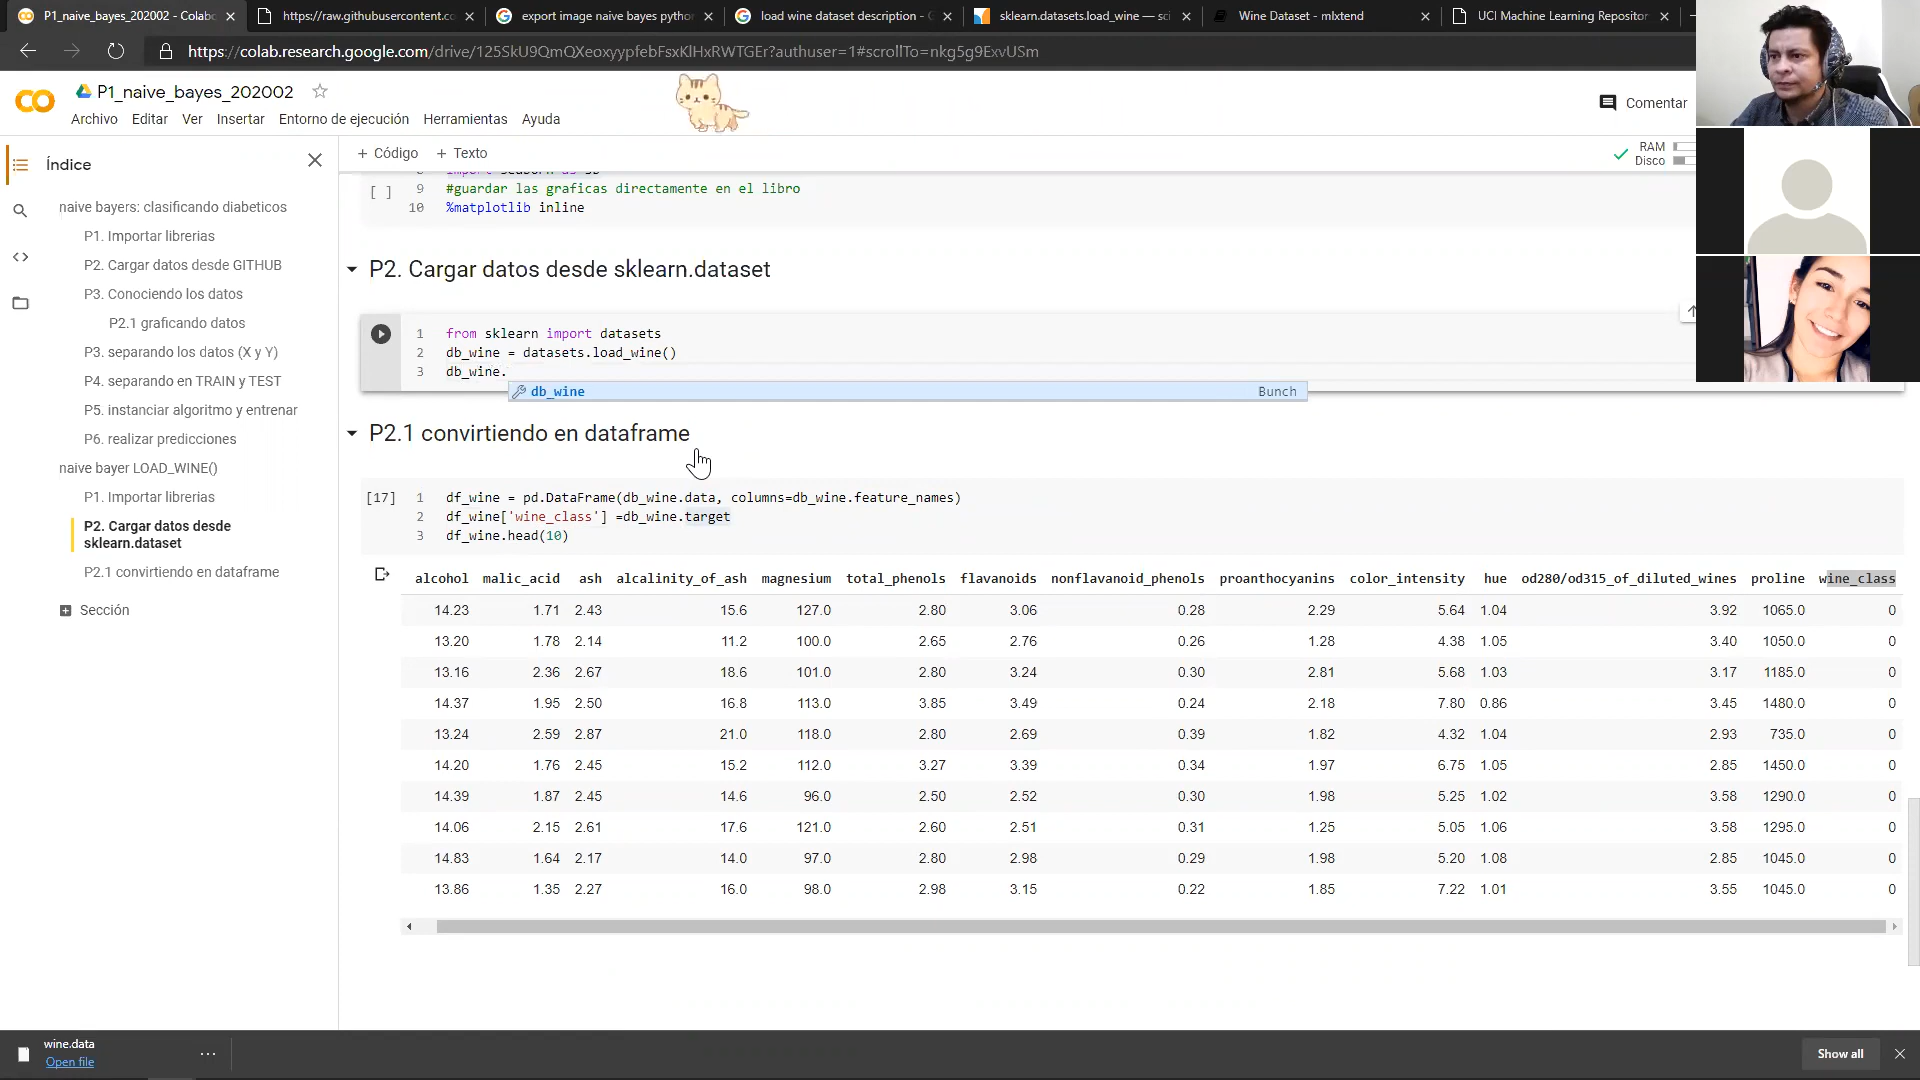 P1_naive_bayes_202002 - Colabo
https://raw.githubusercontent.co
export image naive bayes python
load wine dataset description - G
sklearn.datasets.load_wine — sci
Wine Dataset - mlxtend
UCI Machine Learning Repositor
https://colab.research.google.com/drive/125SkU9QmQXeoxyypfebFsxKlHxRWTGEr?authuser=1#scrollTo=nkg5g9ExvUSm
P1_naive_bayes_202002
Comentar
Archivo Editar Ver Insertar Entorno de ejecución Herramientas Ayuda
Índice
+ Código + Texto
RAM
Disco
naive bayers: clasificando diabeticos
P1. Importar librerias
P2. Cargar datos desde GITHUB
P3. Conociendo los datos
P2.1 graficando datos
P3. separando los datos (X y Y)
P4. separando en TRAIN y TEST
P5. instanciar algoritmo y entrenar
P6. realizar predicciones
naive bayer LOAD_WINE()
P1. Importar librerias
P2. Cargar datos desde
sklearn.dataset
P2.1 convirtiendo en dataframe
Sección
[ ] 9 #guardar las graficas directamente en el libro
10 %matplotlib inline
P2. Cargar datos desde sklearn.dataset
1 from sklearn import datasets
2 db_wine = datasets.load_wine()
3 db_wine.
db_wine Bunch
P2.1 convirtiendo en dataframe
[17] 1 df_wine = pd.DataFrame(db_wine.data, columns=db_wine.feature_names)
2 df_wine['wine_class'] =db_wine.target
3 df_wine.head(10)
alcohol malic_acid ash alcalinity_of_ash magnesium total_phenols flavanoids nonflavanoid_phenols proanthocyanins color_intensity hue od280/od315_of_diluted_wines proline wine_class
14.23 1.71 2.43 15.6 127.0 2.80 3.06 0.28 2.29 5.64 1.04 3.92 1065.0 0
13.20 1.78 2.14 11.2 100.0 2.65 2.76 0.26 1.28 4.38 1.05 3.40 1050.0 0
13.16 2.36 2.67 18.6 101.0 2.80 3.24 0.30 2.81 5.68 1.03 3.17 1185.0 0
14.37 1.95 2.50 16.8 113.0 3.85 3.49 0.24 2.18 7.80 0.86 3.45 1480.0 0
13.24 2.59 2.87 21.0 118.0 2.80 2.69 0.39 1.82 4.32 1.04 2.93 735.0 0
14.20 1.76 2.45 15.2 112.0 3.27 3.39 0.34 1.97 6.75 1.05 2.85 1450.0 0
14.39 1.87 2.45 14.6 96.0 2.50 2.52 0.30 1.98 5.25 1.02 3.58 1290.0 0
14.06 2.15 2.61 17.6 121.0 2.60 2.51 0.31 1.25 5.05 1.06 3.58 1295.0 0
14.83 1.64 2.17 14.0 97.0 2.80 2.98 0.29 1.98 5.20 1.08 2.85 1045.0 0
13.86 1.35 2.27 16.0 98.0 2.98 3.15 0.22 1.85 7.22 1.01 3.55 1045.0 0
wine.data
Open file
Show all